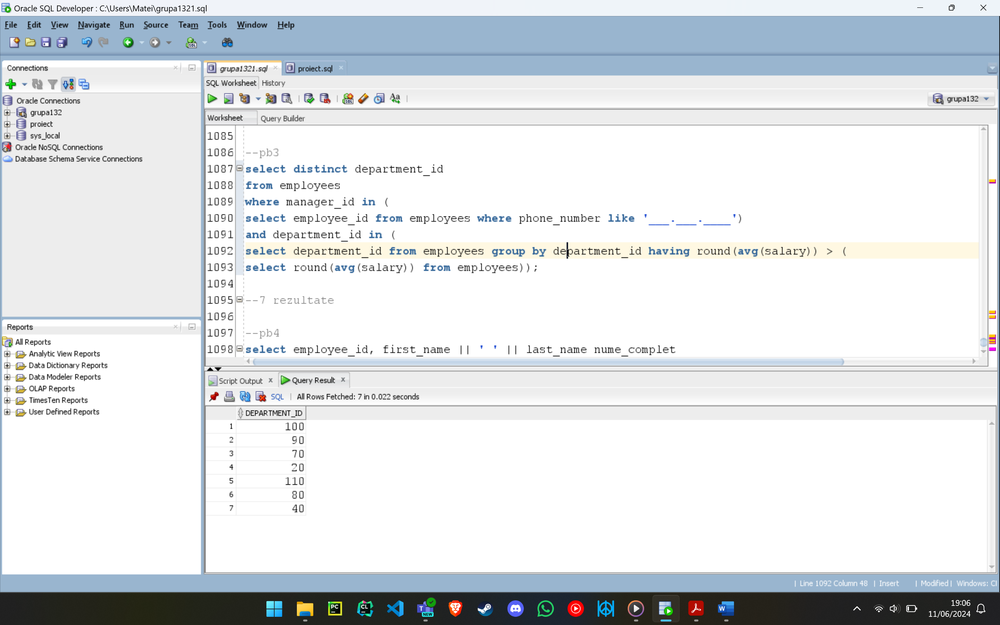 Oracle SQL Developer : C:\Users\Matei\grupa1321.sql
File Edit View Navigate Run Source Team Tools Window Help
Connections
Oracle Connections
grupa132
proiect
sys_local
Oracle NoSQL Connections
Database Schema Service Connections
Reports
All Reports
Analytic View Reports
Data Dictionary Reports
Data Modeler Reports
OLAP Reports
TimesTen Reports
User Defined Reports
grupa1321.sql proiect.sql
SQL Worksheet History
grupa132
Worksheet Query Builder
1085
1086 --pb3
1087 select distinct department_id
1088 from employees
1089 where manager_id in (
1090 select employee_id from employees where phone_number like '___.___.____')
1091 and department_id in (
1092 select department_id from employees group by department_id having round(avg(salary)) > (
1093 select round(avg(salary)) from employees));
1094
1095 --7 rezultate
1096
1097 --pb4
1098 select employee_id, first_name || ' ' || last_name nume_complet
Script Output Query Result
SQL | All Rows Fetched: 7 in 0.022 seconds
DEPARTMENT_ID
1 100
2 90
3 70
4 20
5 110
6 80
7 40
| Line 1092 Column 48 | Insert | Modified | Windows: Cl
PC CL T NEW W
19:06
11/06/2024